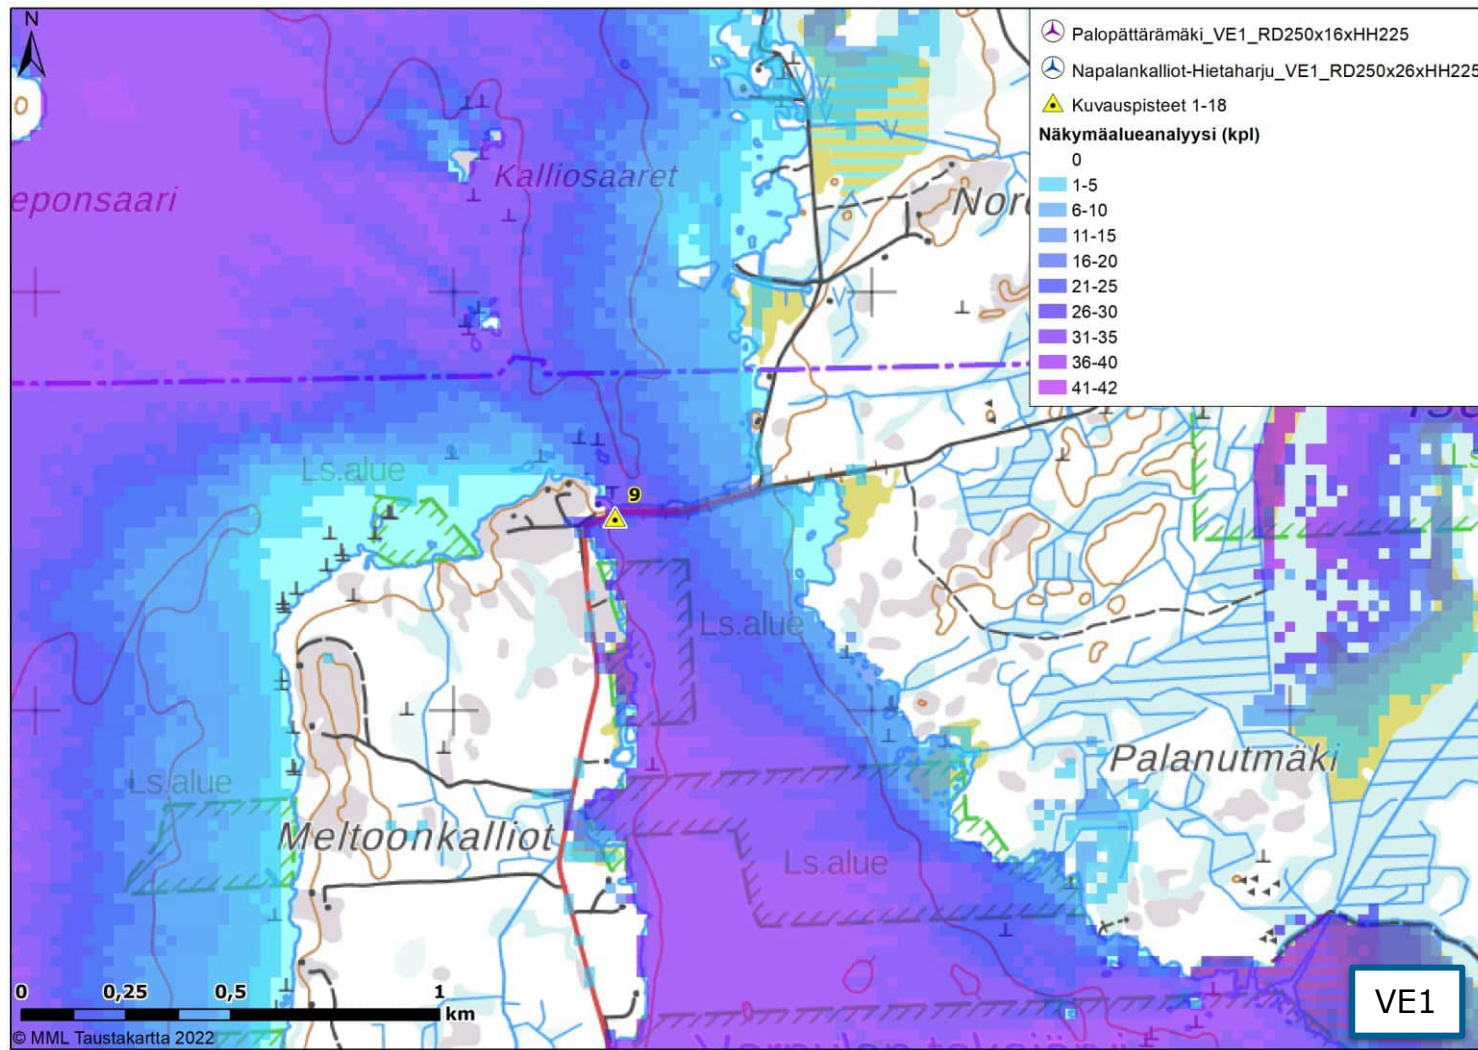 N
Palopättärämäki_VE1_RD250x16xHH225
Napalankalliot-Hietaharju_VE1_RD250x26xHH225
Kuvauspisteet 1-18
Näkymäalueanalyysi (kpl)
0
1-5
6-10
11-15
16-20
21-25
26-30
31-35
36-40
41-42
Kalliosaaret
eponsaari
Ls.alue
9
Ls.alue
Palanutmäki
Ls.alue
Meltoonkalliot
Ls.alue
0 0,25 0,5 1
km
VE1
© MML Taustakartta 2022